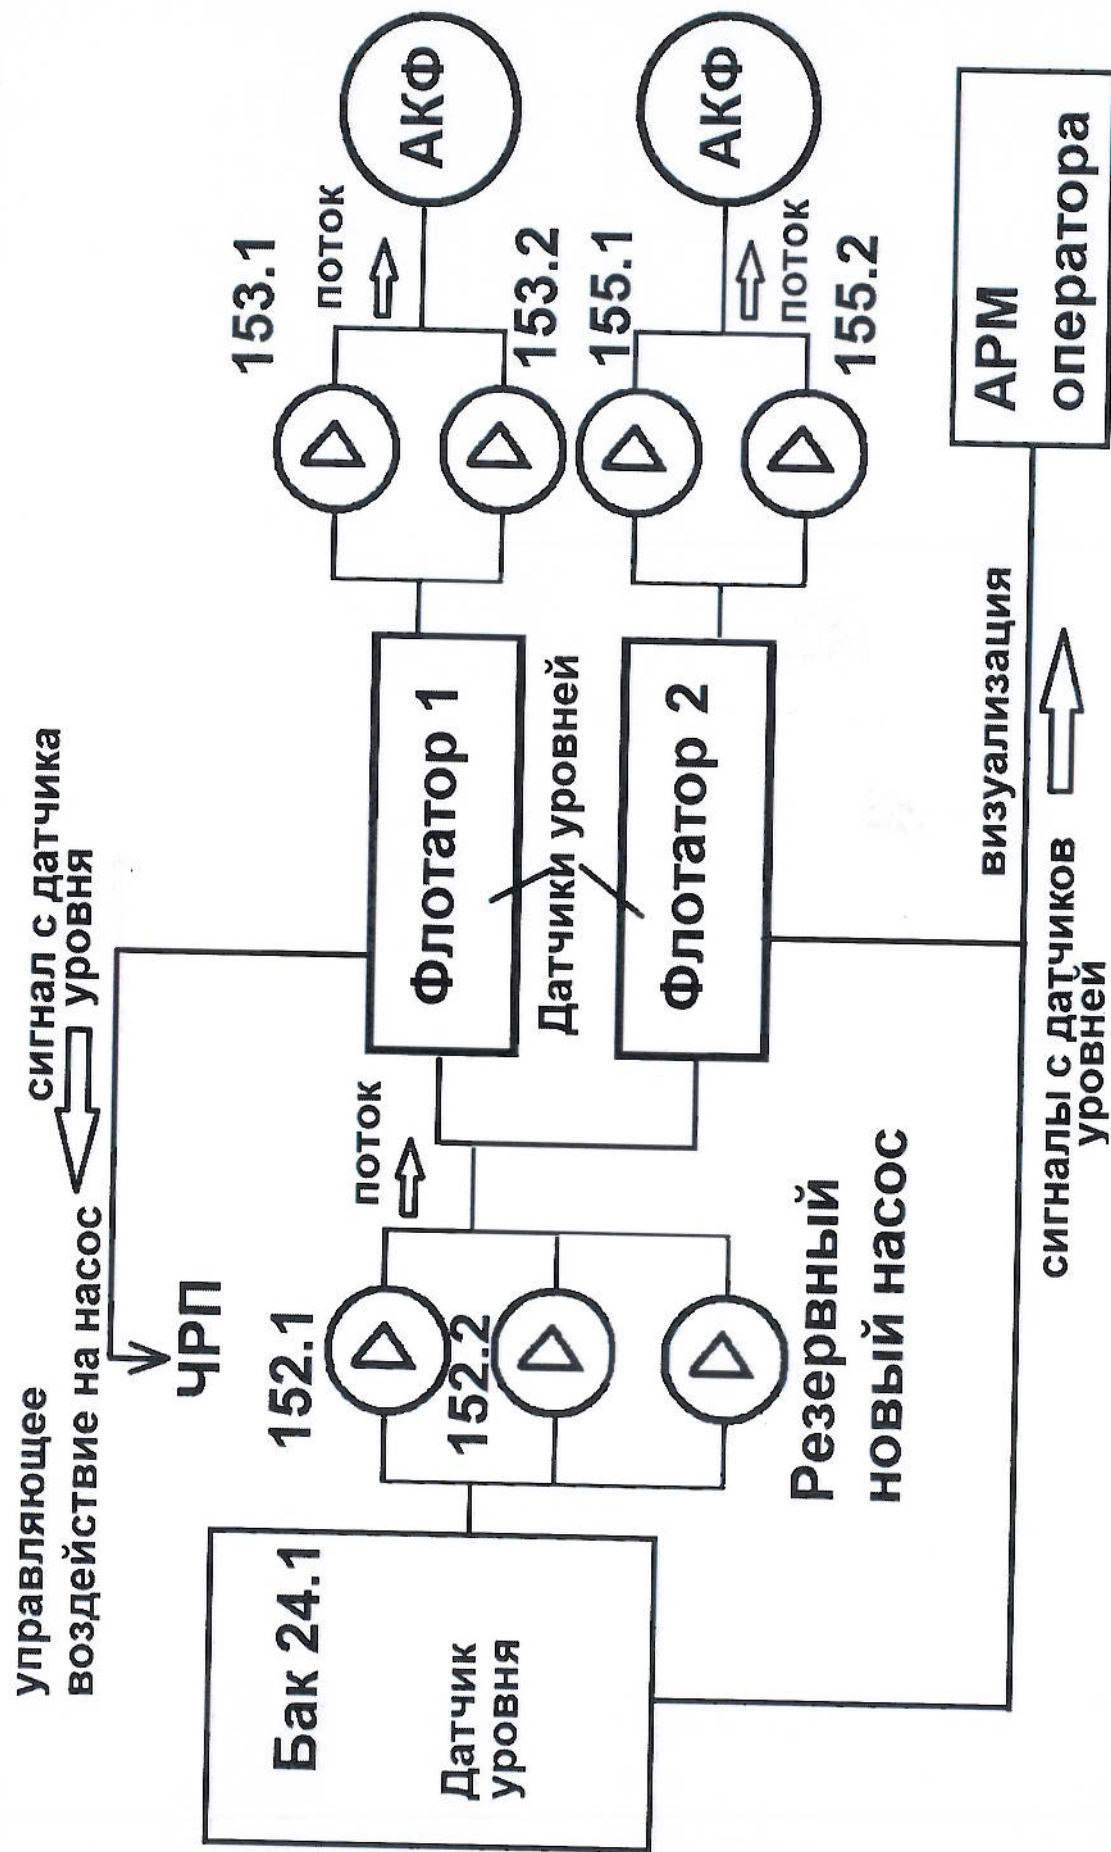 управляющее
воздействие на насос
сигнал с датчика
уровня
ЧРП
Бак 24.1
Датчик
уровня
152.1
152.2
Резервный
новый насос
поток
Флотатор 1
Датчики уровней
Флотатор 2
153.1
поток
153.2
АКФ
155.1
поток
155.2
АКФ
сигналы с датчиков
уровней
визуализация
АРМ
оператора